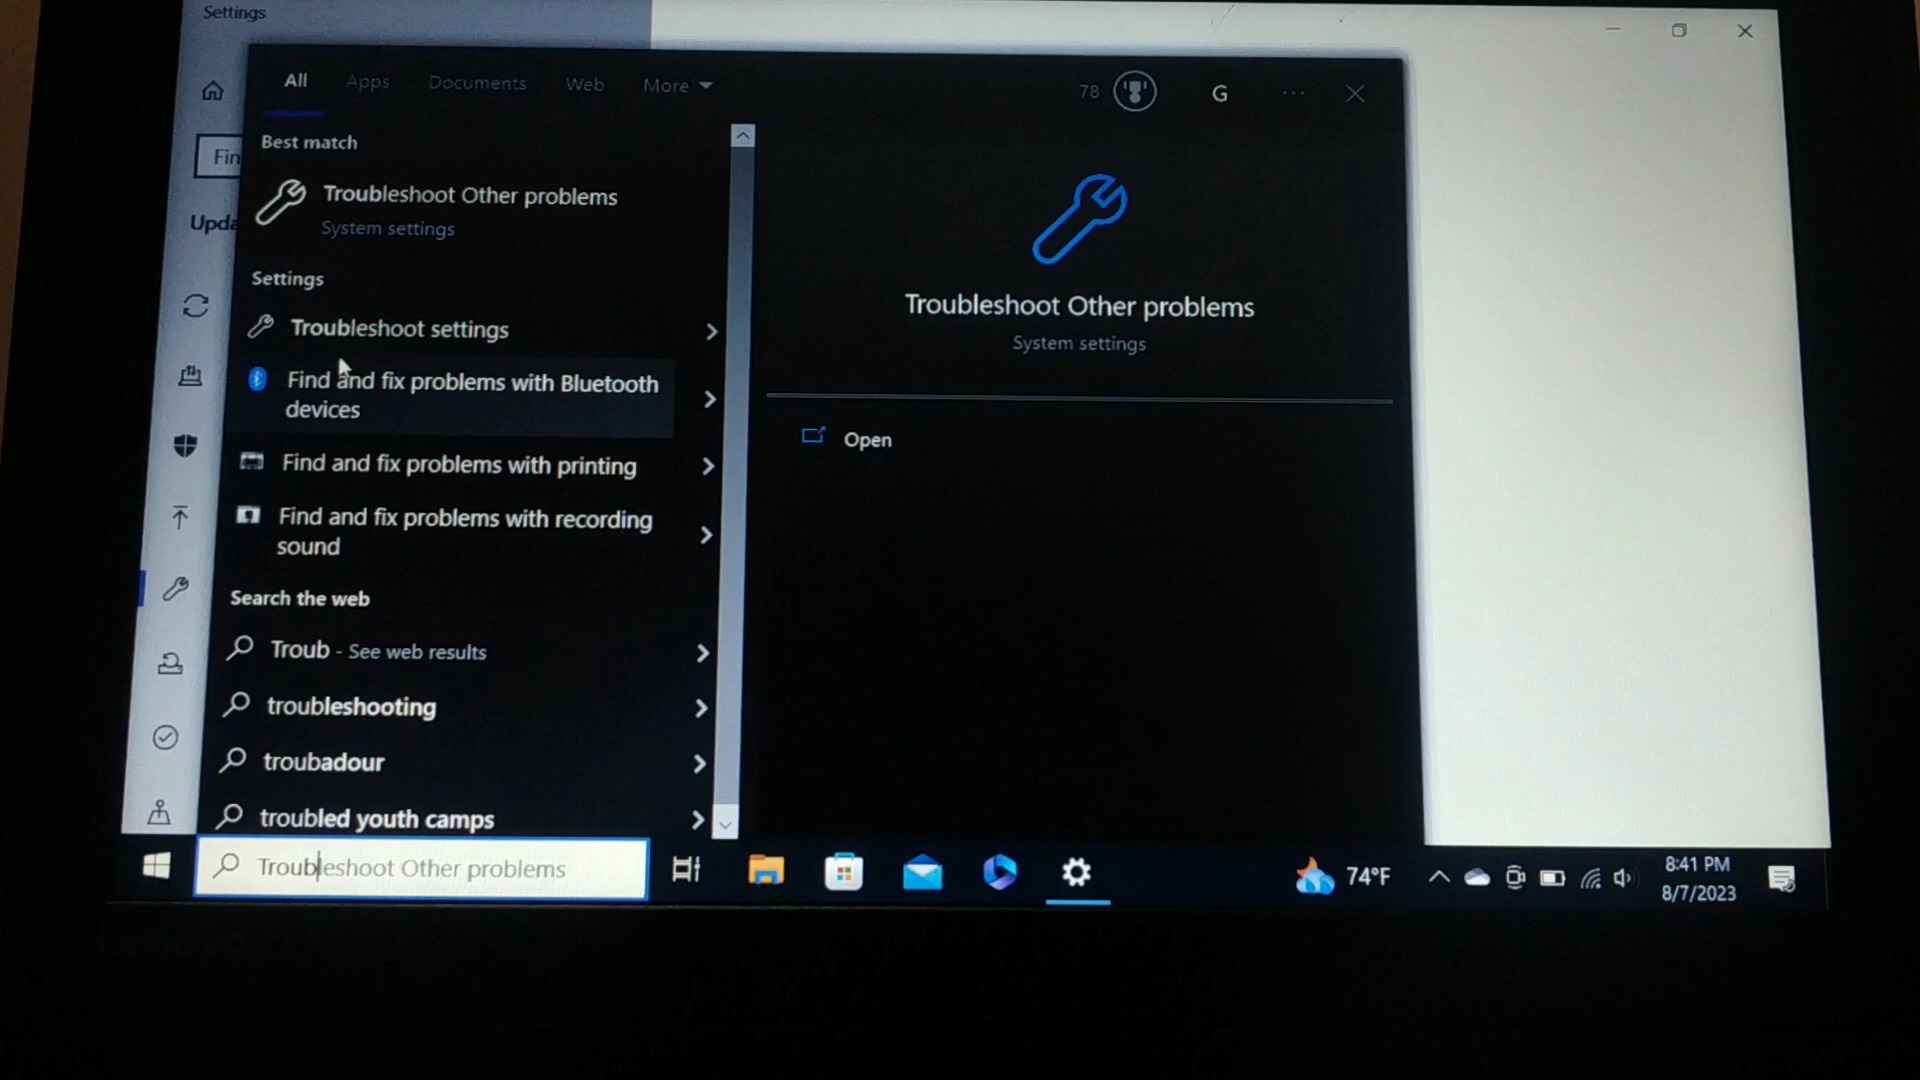 Settings
All Apps Documents Web More 78 G ...
Fin
Best match
Troubleshoot Other problems
System settings
Upda
Settings
Troubleshoot settings
Find and fix problems with Bluetooth
devices
Find and fix problems with printing
Find and fix problems with recording
sound
Search the web
Troub - See web results
troubleshooting
troubadour
troubled youth camps
Troubleshoot Other problems
System settings
Open
Troubleshoot Other problems
74°F
8:41 PM
8/7/2023